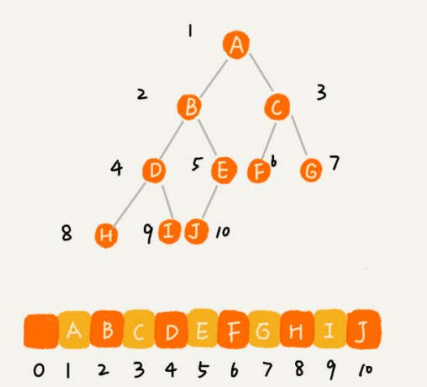 1 A
2 B C 3
4 D 5 E F 6 G 7
8 H 9 I J 10
A B C D E F G H I J
0 1 2 3 4 5 6 7 8 9 10